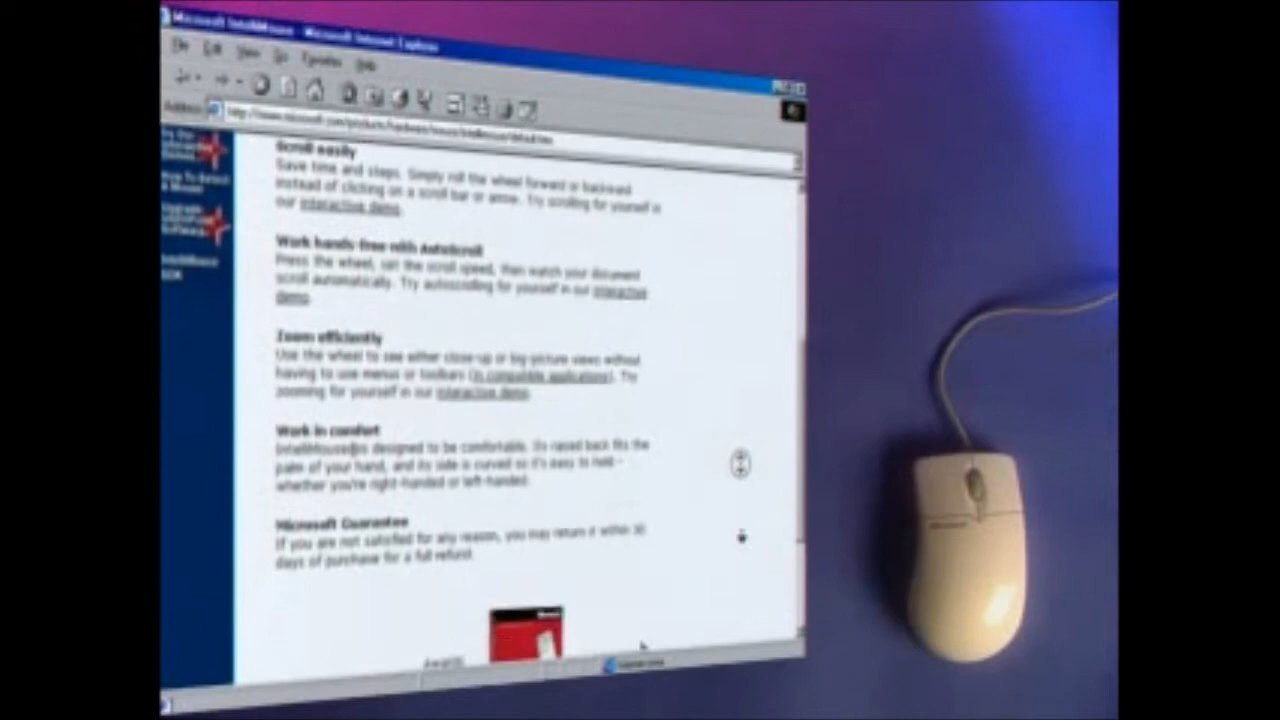 Microsoft IntelliMouse - Microsoft Internet Explorer
File Edit View Go Favorites Help
Address
Scroll easily
Save time and steps. Simply roll the wheel forward or backward
instead of clicking on a scroll bar or arrow. Try scrolling for yourself in
our interactive demo.
Work hands-free with AutoScroll
Press the wheel, set the scroll speed, then watch your document
scroll automatically. Try autoscrolling for yourself in our interactive
demo.
Zoom efficiently
Use the wheel to see either close-up or big-picture views without
having to use menus or toolbars (in compatible applications). Try
zooming for yourself in our interactive demo.
Work in comfort
IntelliMouse is designed to be comfortable. Its raised back fits the
palm of your hand, and its side is curved so it's easy to hold -
whether you're right-handed or left-handed.
Microsoft Guarantee
If you are not satisfied for any reason, you may return it within 30
days of purchase for a full refund.
Awards